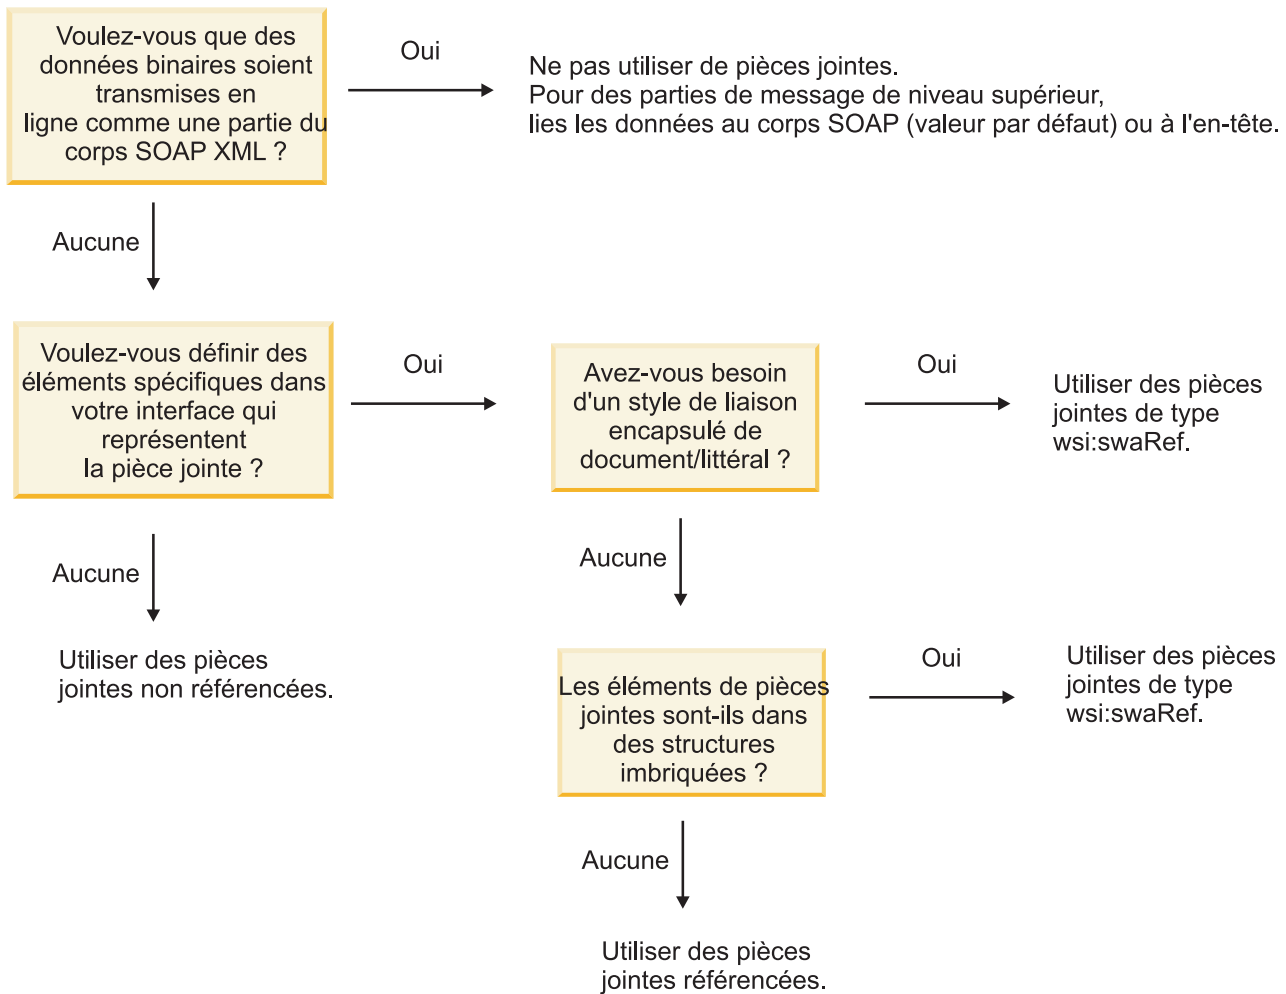 Voulez-vous que des
données binaires soient
transmises en
ligne comme une partie du
corps SOAP XML ?
Oui
Ne pas utiliser de pièces jointes.
Pour des parties de message de niveau supérieur,
lies les données au corps SOAP (valeur par défaut) ou à l'en-tête.
Aucune
Voulez-vous définir des
éléments spécifiques dans
votre interface qui
représentent
la pièce jointe ?
Oui
Avez-vous besoin
d'un style de liaison
encapsulé de
document/littéral ?
Oui
Utiliser des pièces
jointes de type
wsi:swaRef.
Aucune
Utiliser des pièces
jointes non référencées.
Aucune
Les éléments de pièces
jointes sont-ils dans
des structures
imbriquées ?
Oui
Utiliser des pièces
jointes de type
wsi:swaRef.
Aucune
Utiliser des pièces
jointes référencées.